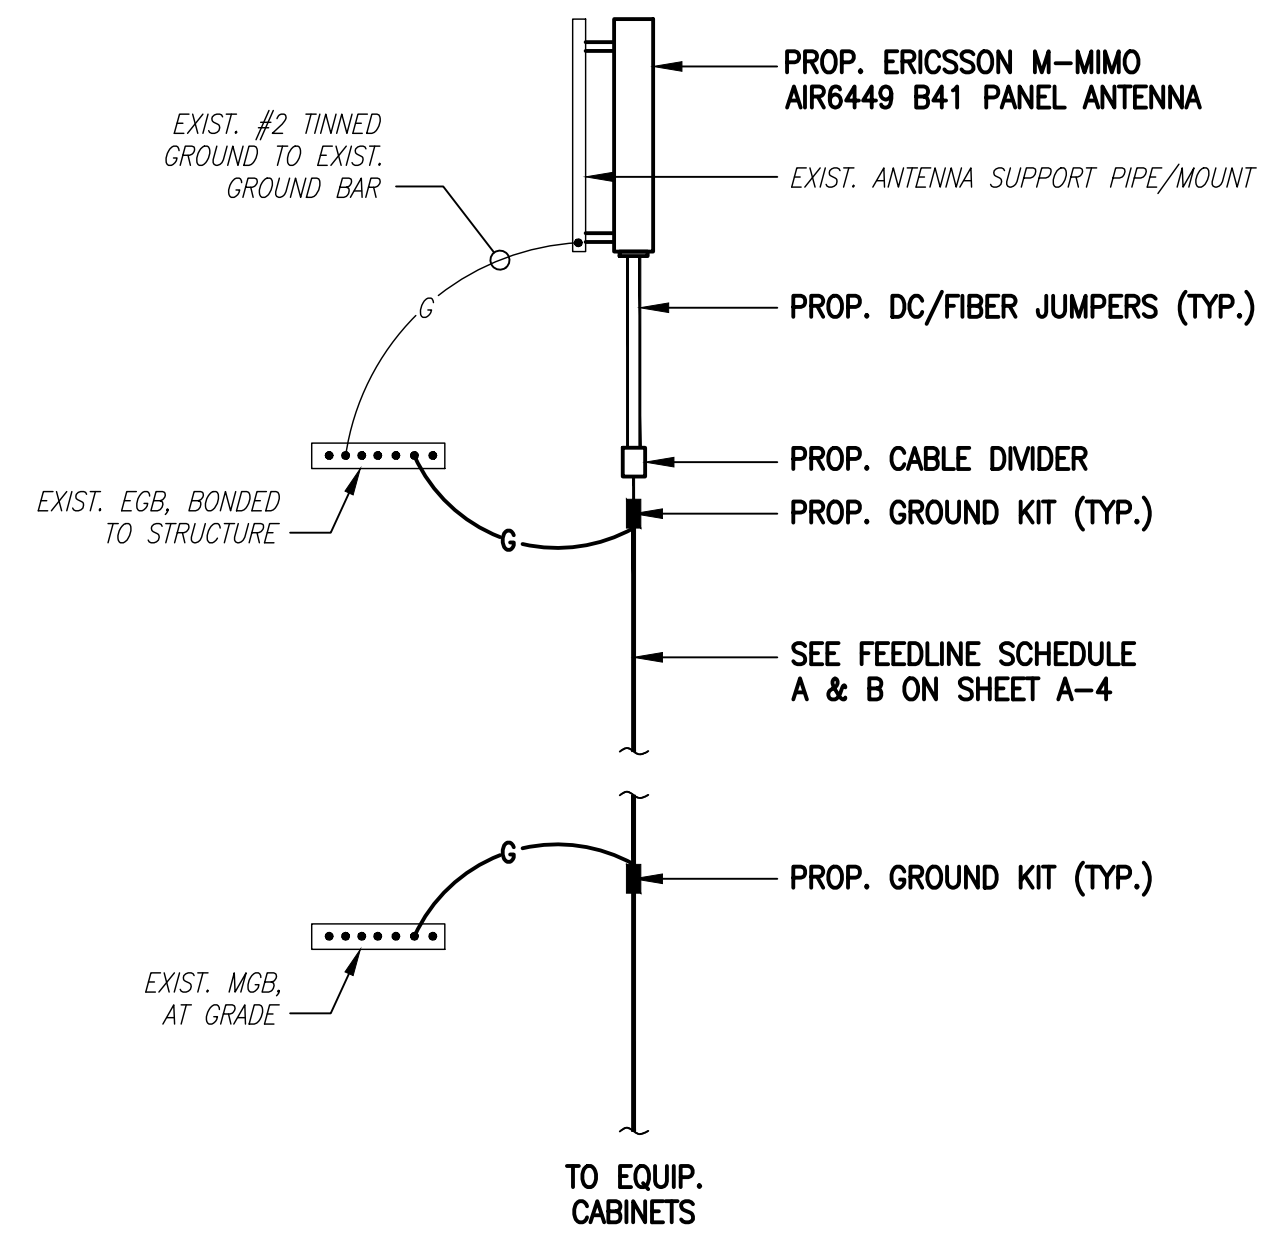 PROP. ERICSSON M-MIMO
AIR6449 B41 PANEL ANTENNA
EXIST. #2 TINNED
GROUND TO EXIST.
GROUND BAR
EXIST. ANTENNA SUPPORT PIPE/MOUNT
G
PROP. DC/FIBER JUMPERS (TYP.)
PROP. CABLE DIVIDER
EXIST. EGB, BONDED
TO STRUCTURE
G
PROP. GROUND KIT (TYP.)
SEE FEEDLINE SCHEDULE
A & B ON SHEET A-4
G
PROP. GROUND KIT (TYP.)
EXIST. MGB,
AT GRADE
TO EQUIP.
CABINETS